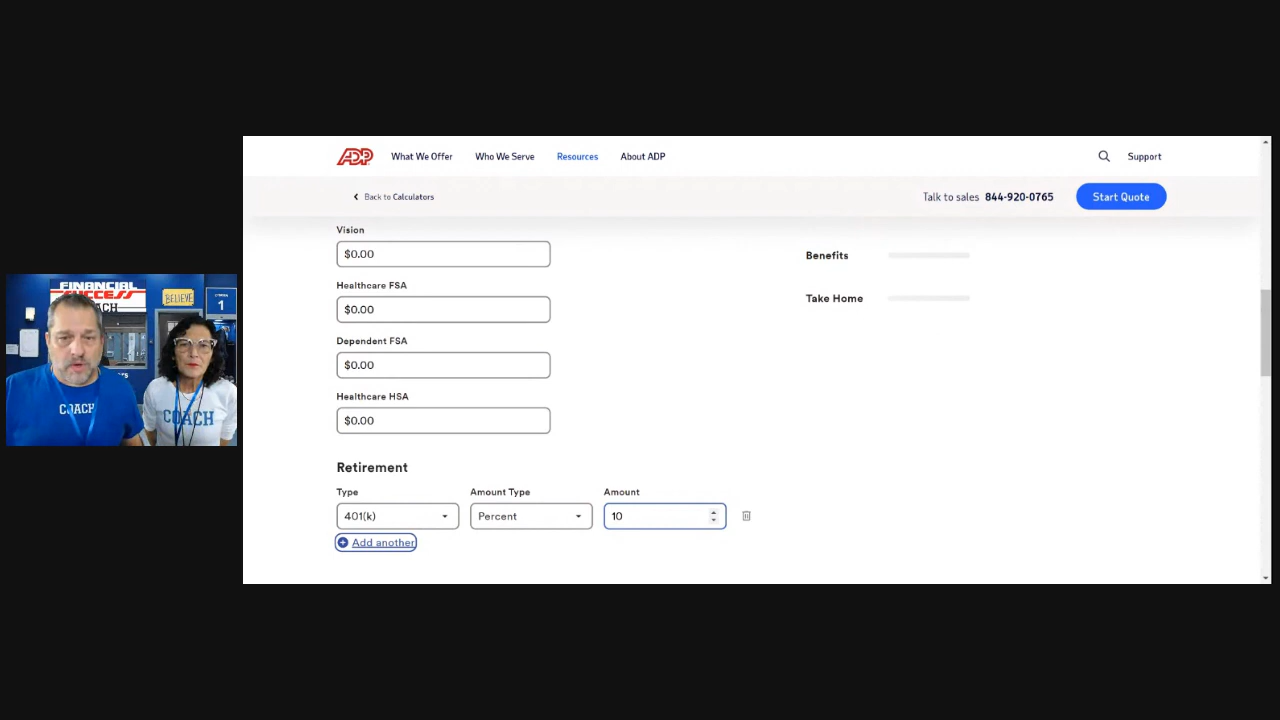 ADP
What We Offer
Who We Serve
Resources
About ADP
Support
Back to Calculators
Talk to sales 844-920-0765
Start Quote
Vision
$0.00
Healthcare FSA
$0.00
Dependent FSA
$0.00
Healthcare HSA
$0.00
Benefits
Take Home
Retirement
Type
Amount Type
Amount
401(k)
Percent
10
Add another
FINANCIAL
BELIEVE
1
COACH
COACH